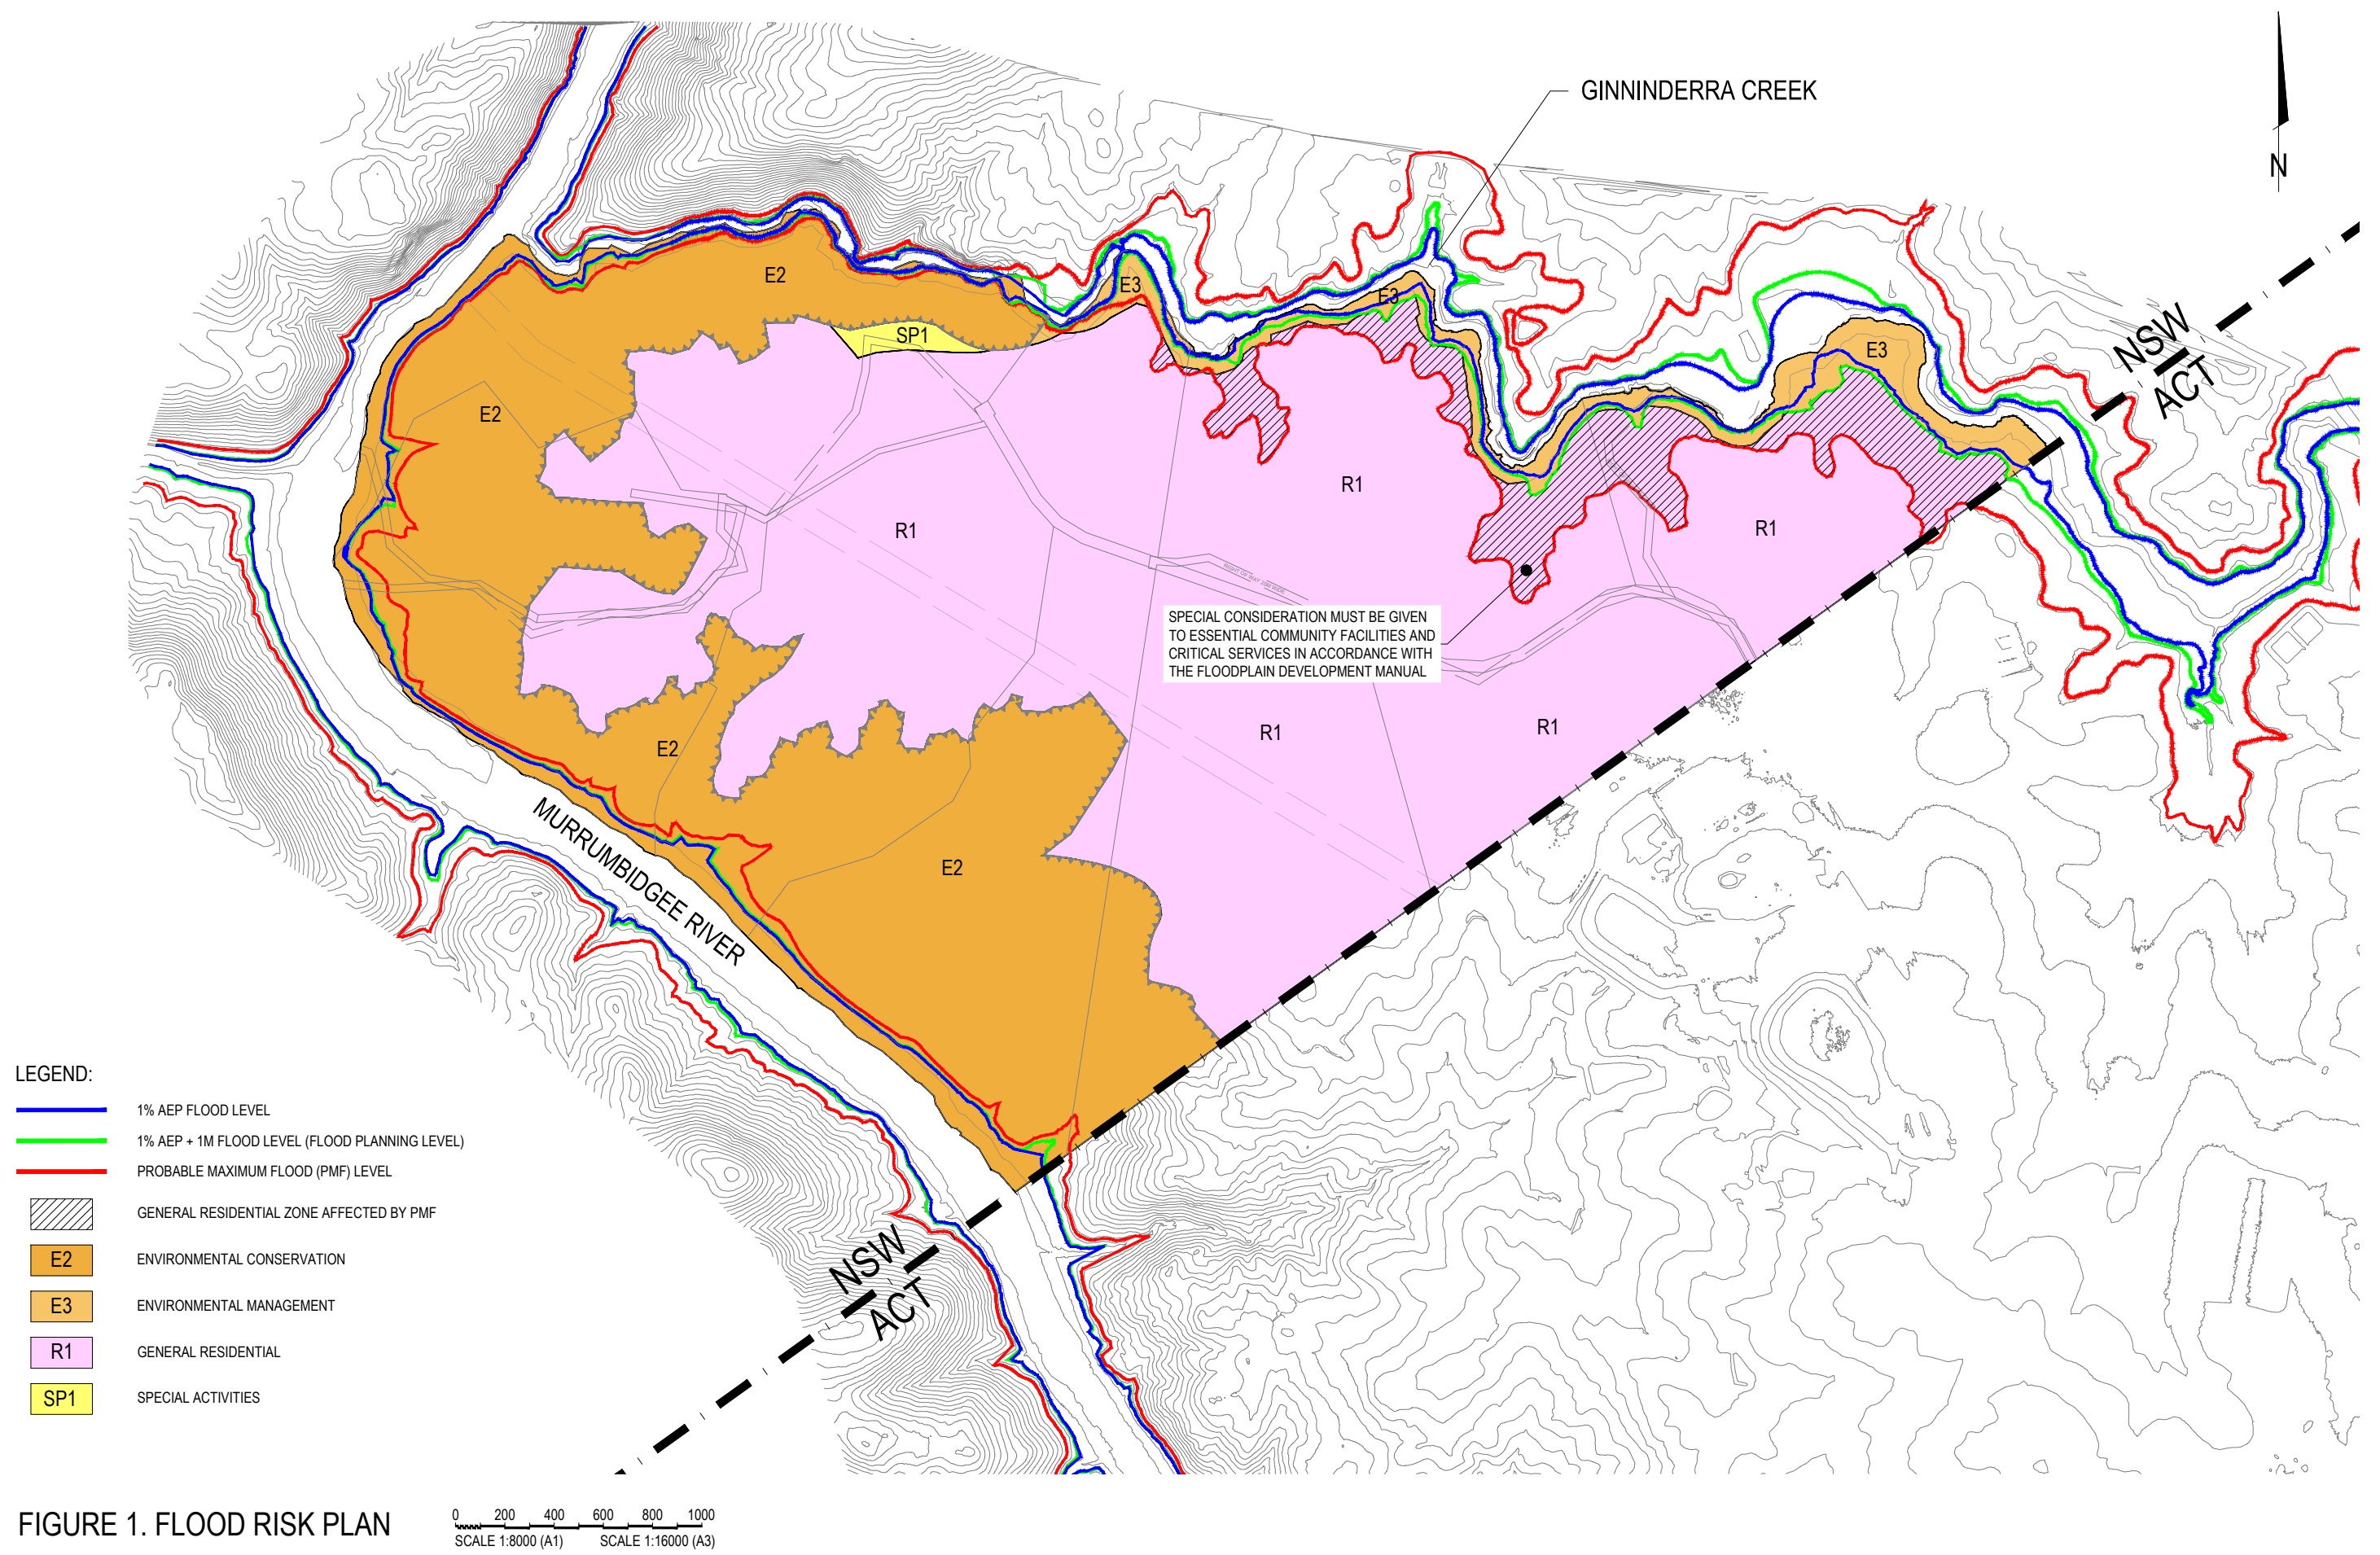 GINNINDERRA CREEK
N
E2
E3
E3
SP1
E3
NSW
ACT
E2
R1
R1
R1
RIGHT OF WAY 20M WIDE
SPECIAL CONSIDERATION MUST BE GIVEN
TO ESSENTIAL COMMUNITY FACILITIES AND
CRITICAL SERVICES IN ACCORDANCE WITH
THE FLOODPLAIN DEVELOPMENT MANUAL
R1
R1
E2
MURRUMBIDGEE RIVER
E2
NSW
ACT
LEGEND:
1% AEP FLOOD LEVEL
1% AEP + 1M FLOOD LEVEL (FLOOD PLANNING LEVEL)
PROBABLE MAXIMUM FLOOD (PMF) LEVEL
GENERAL RESIDENTIAL ZONE AFFECTED BY PMF
E2 ENVIRONMENTAL CONSERVATION
E3 ENVIRONMENTAL MANAGEMENT
R1 GENERAL RESIDENTIAL
SP1 SPECIAL ACTIVITIES
FIGURE 1. FLOOD RISK PLAN
0 200 400 600 800 1000
SCALE 1:8000 (A1) SCALE 1:16000 (A3)